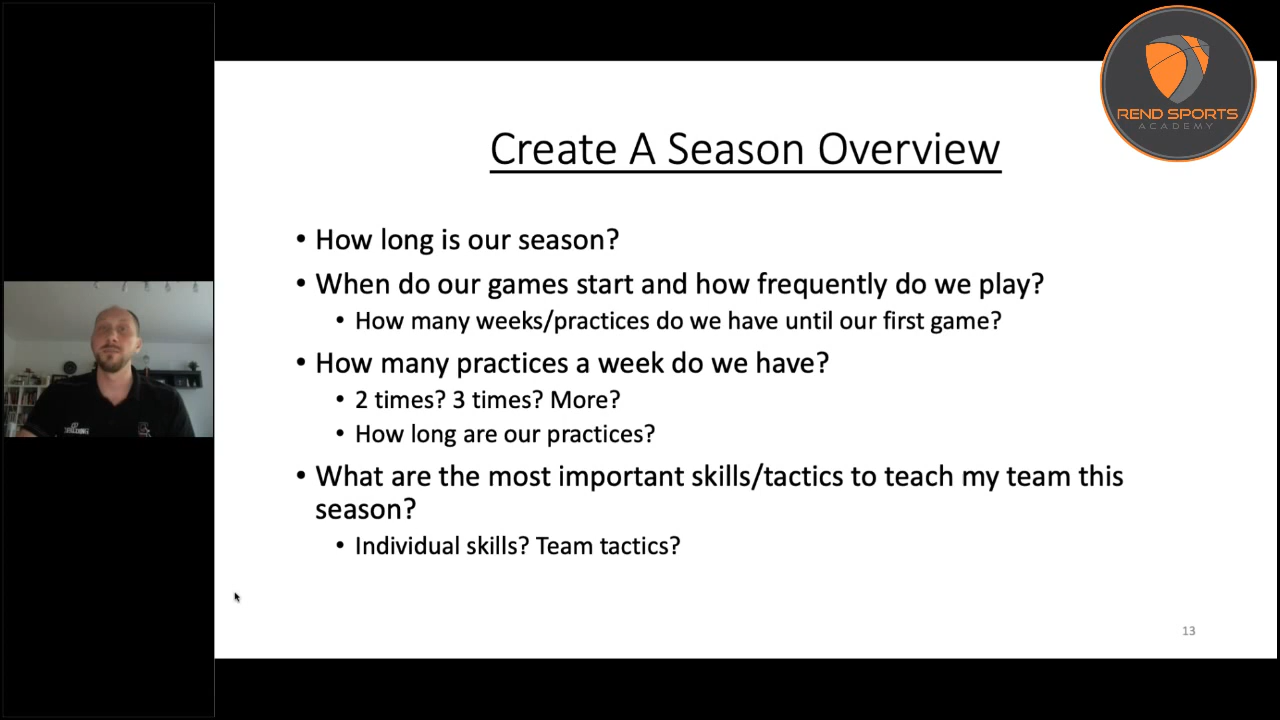 REND SPORTS
ACADEMY
Create A Season Overview
• How long is our season?
• When do our games start and how frequently do we play?
• How many weeks/practices do we have until our first game?
• How many practices a week do we have?
• 2 times? 3 times? More?
• How long are our practices?
• What are the most important skills/tactics to teach my team this
season?
• Individual skills? Team tactics?
13